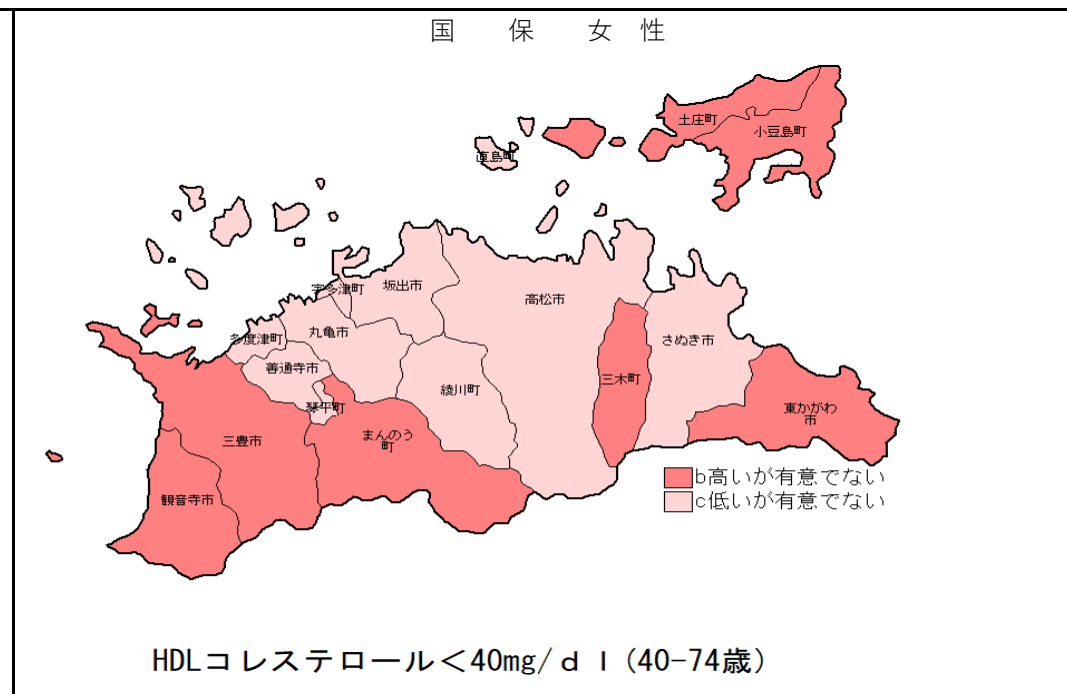 国保女性
土庄町
小豆島町
直島町
宇多津町
坂出市
高松市
多度津町
丸亀市
さぬき市
善通寺市
三木町
綾川町
琴平町
東かがわ
市
まんのう
町
三豊市
観音寺市
b高いが有意でない
c低いが有意でない
HDLコレステロール＜40mg/ｄｌ(40-74歳)